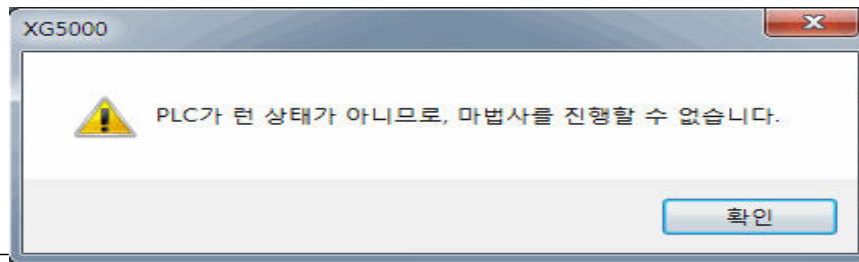 XG5000
PLC가 런 상태가 아니므로, 마법사를 진행할 수 없습니다.
확인